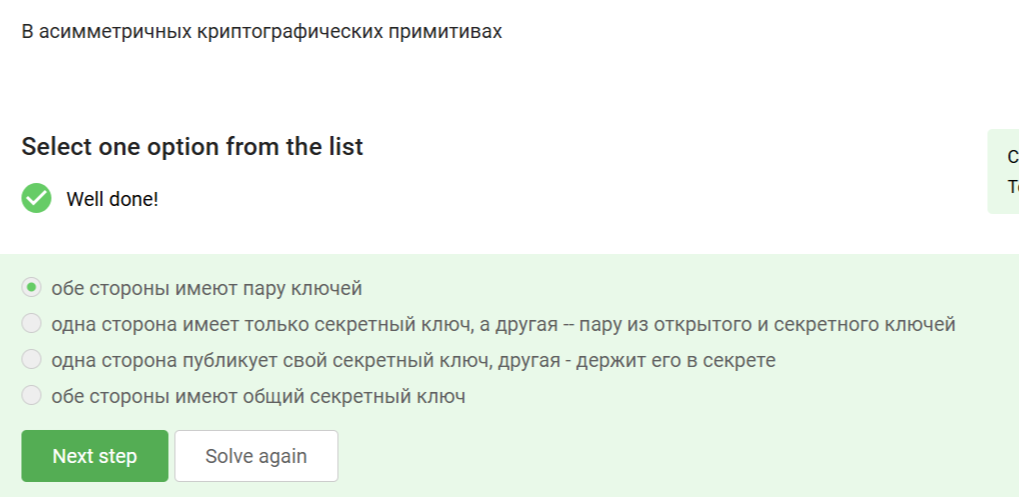 В асимметричных криптографических примитивах
Select one option from the list
Well done!
обе стороны имеют пару ключей
одна сторона имеет только секретный ключ, а другая -- пару из открытого и секретного ключей
одна сторона публикует свой секретный ключ, другая - держит его в секрете
обе стороны имеют общий секретный ключ
Next step Solve again